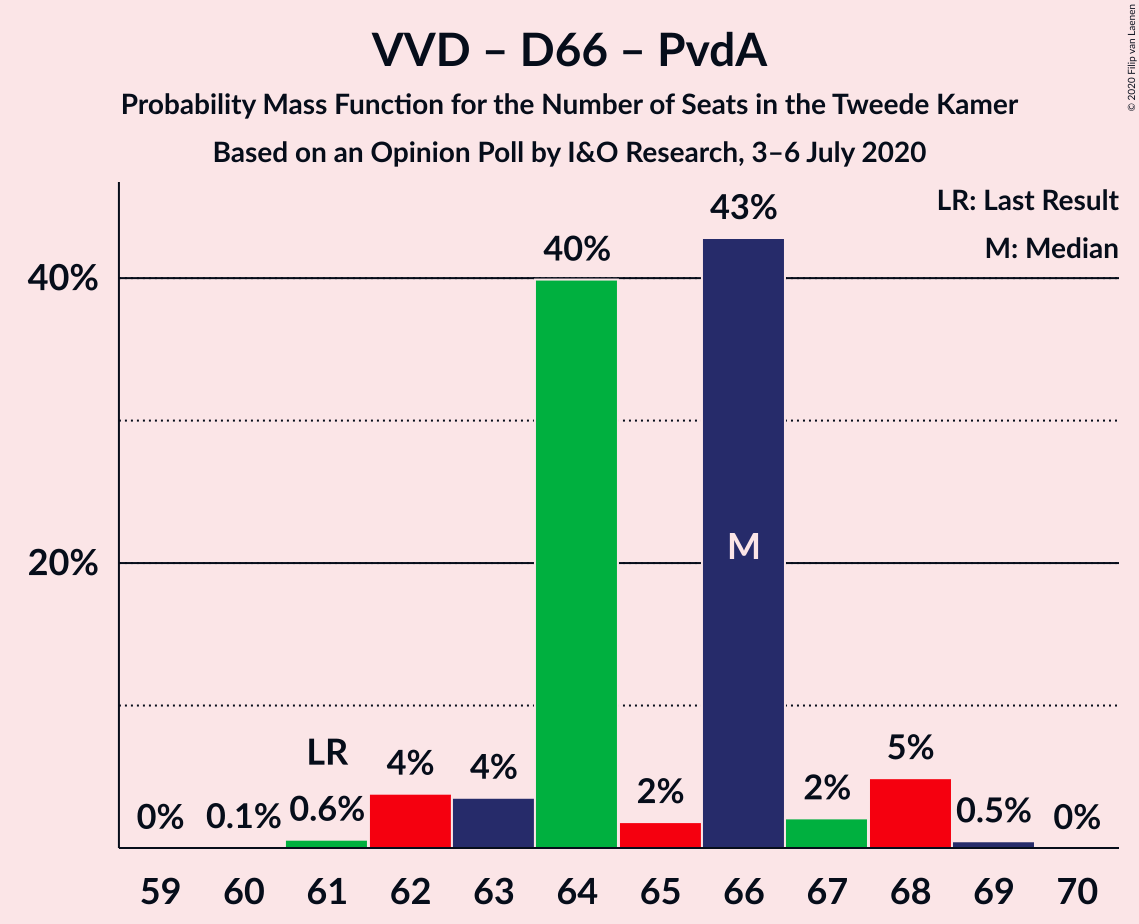 VVD – D66 – PvdA
Probability Mass Function for the Number of Seats in the Tweede Kamer
Based on an Opinion Poll by I&O Research, 3–6 July 2020
© 2020 Filip van Laenen
LR: Last Result
M: Median
40%
20%
0%
0.1%
LR
0.6%
4%
4%
40%
2%
43%
M
2%
5%
0.5%
0%
59 60 61 62 63 64 65 66 67 68 69 70